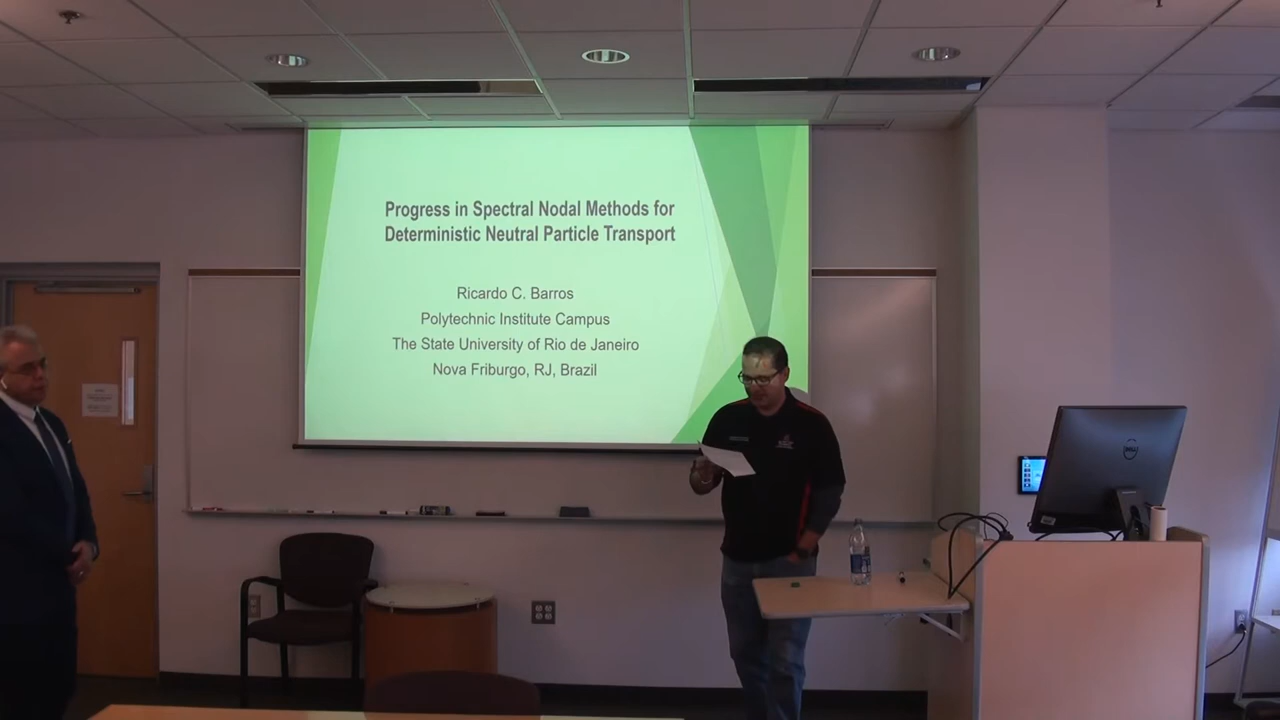 Progress in Spectral Nodal Methods for
Deterministic Neutral Particle Transport
Ricardo C. Barros
Polytechnic Institute Campus
The State University of Rio de Janeiro
Nova Friburgo, RJ, Brazil
DELL